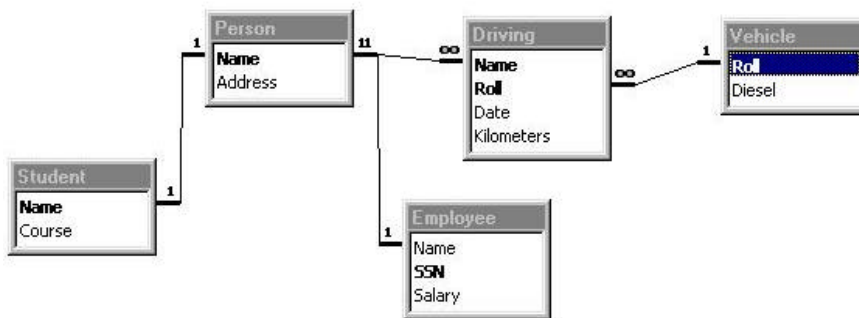 Person
Name
Address
Driving
Name
Roll
Date
Kilometers
Vehicle
Roll
Diesel
Student
Name
Course
Employee
Name
SSN
Salary
1
11
∞
∞
1
1
1